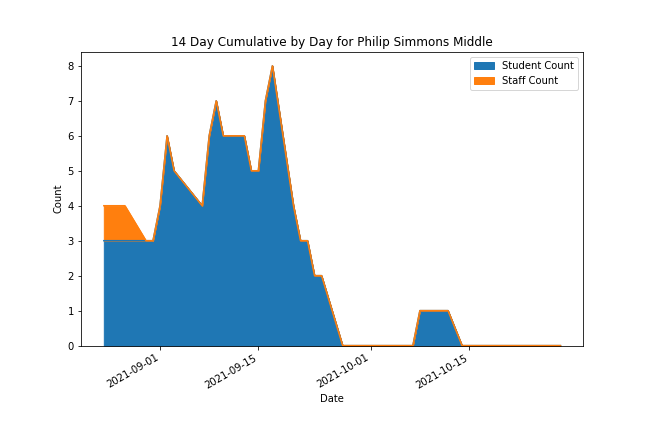 14 Day Cumulative by Day for Philip Simmons Middle
Student Count
Staff Count
8
7
6
5
4
3
2
1
0
Count
2021-09-01
2021-09-15
2021-10-01
2021-10-15
Date